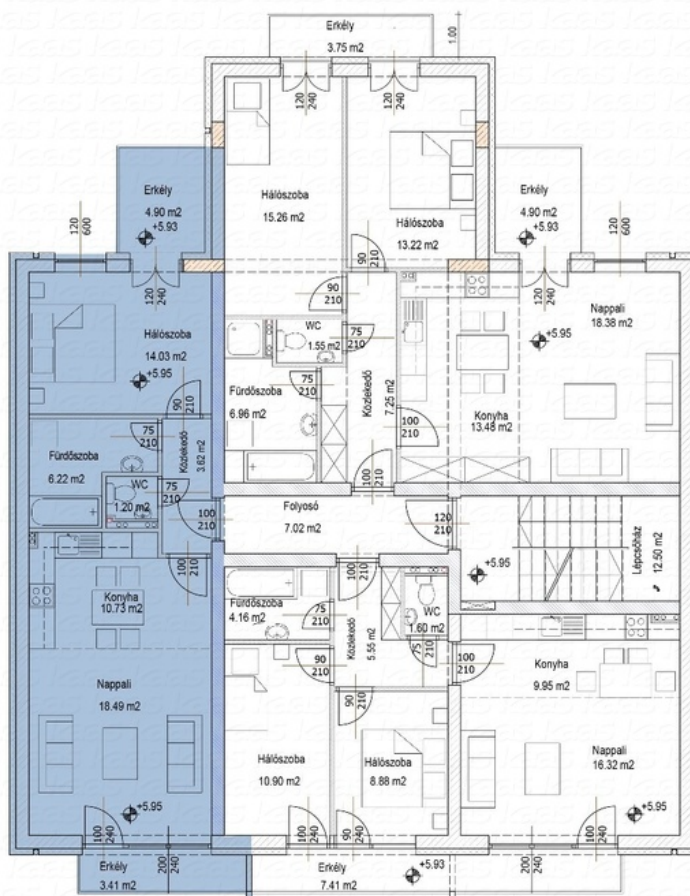 Erkély
3.75 m2
1.00
120
240
120
240
Erkély
4.90 m2
+5.93
120
600
120
240
Hálószoba
15.26 m2
Hálószoba
13.22 m2
90
210
Erkély
4.90 m2
+5.93
120
600
120
240
Hálószoba
14.03 m2
+5.95
90
210
90
210
WC
1.55 m2
75
210
Nappali
18.38 m2
+5.95
Fürdőszoba
6.96 m2
75
210
Közlekedő
7.25 m2
Konyha
13.48 m2
100
210
Fürdőszoba
6.22 m2
75
210
Közlekedő
3.62 m2
WC
1.20 m2
75
210
100
210
100
210
Folyosó
7.02 m2
120
210
Lépcsőház
12.50 m2
+5.95
100
210
Konyha
10.73 m2
100
210
Fürdőszoba
4.16 m2
75
210
Közlekedő
5.55 m2
WC
1.60 m2
75
210
100
210
Konyha
9.95 m2
90
210
Nappali
18.49 m2
90
210
Hálószoba
10.90 m2
Hálószoba
8.88 m2
Nappali
16.32 m2
+5.95
+5.95
100
240
100
240
90
240
100
240
Erkély
3.41 m2
200
240
Erkély
7.41 m2
+5.93
200
240